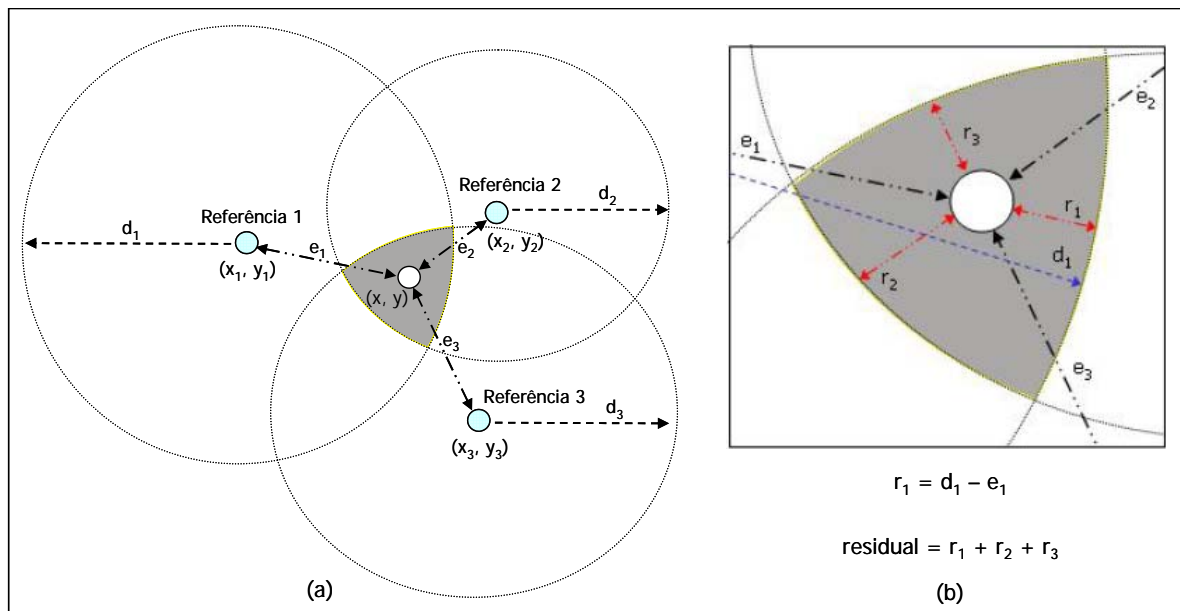 Referência 1
d₁
(x₁, y₁)
e₁
Referência 2
d₂
(x₂, y₂)
e₂
(x, y)
e₃
Referência 3
d₃
(x₃, y₃)
(a)
e₁
e₂
r₃
r₁
d₁
r₂
e₃
r₁ = d₁ – e₁
residual = r₁ + r₂ + r₃
(b)